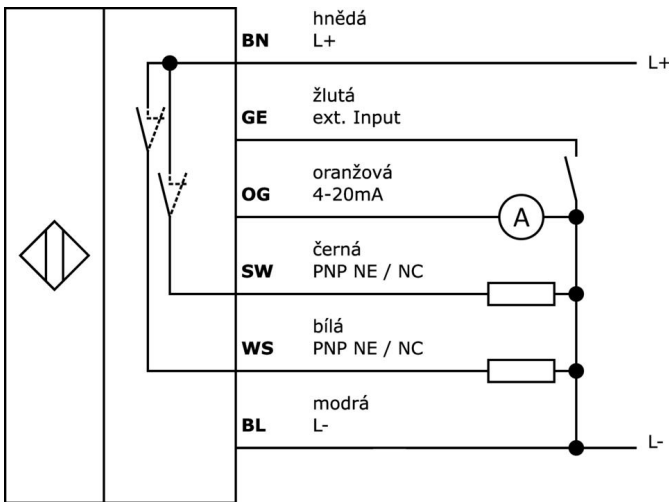 hnědá
BN L+
L+
žlutá
GE ext. Input
oranžová
OG 4-20mA
A
černá
SW PNP NE / NC
bílá
WS PNP NE / NC
modrá
BL L-
L-